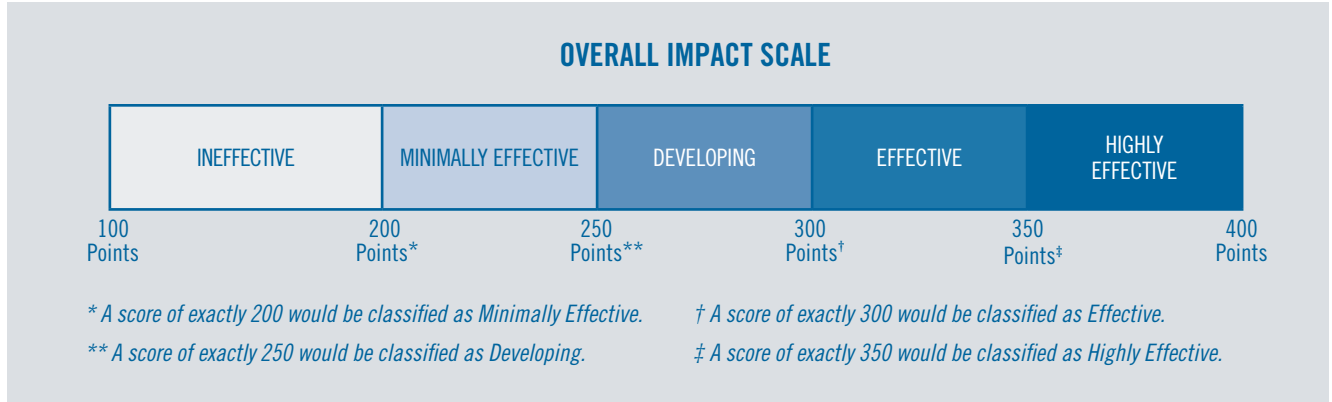 OVERALL IMPACT SCALE
INEFFECTIVE
MINIMALLY EFFECTIVE
DEVELOPING
EFFECTIVE
HIGHLY
EFFECTIVE
100
Points
200
Points*
250
Points**
300
Points†
350
Points‡
400
Points
* A score of exactly 200 would be classified as Minimally Effective.
** A score of exactly 250 would be classified as Developing.
† A score of exactly 300 would be classified as Effective.
‡ A score of exactly 350 would be classified as Highly Effective.